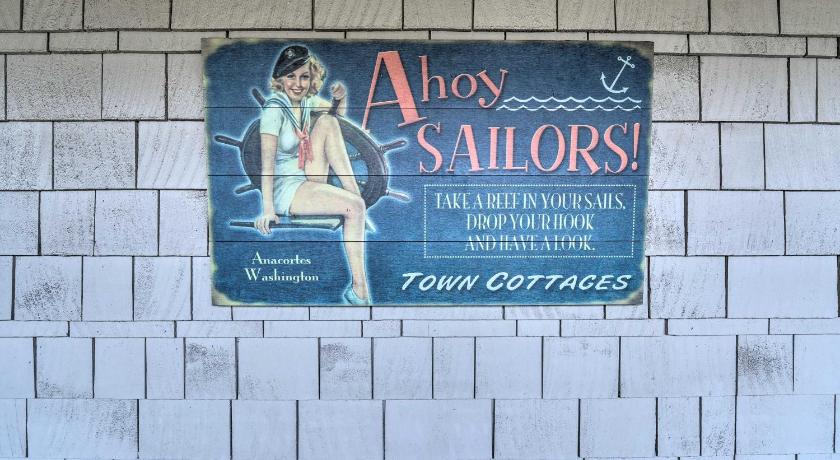 Ahoy
SAILORS!
TAKE A REEF IN YOUR SAILS,
DROP YOUR HOOK
AND HAVE A LOOK.
Anacortes
Washington
TOWN COTTAGES